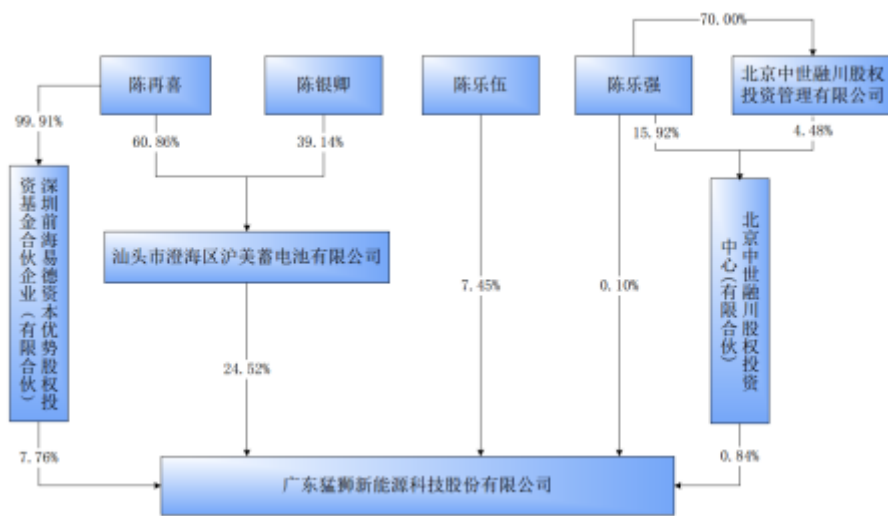 70.00%
陈再喜
陈银卿
陈乐伍
陈乐强
北京中世融川股权
投资管理有限公司
99.91%
60.86%
39.14%
15.92%
4.48%
深圳前海易德资本优势股权投
资基金合伙企业（有限合伙）
汕头市澄海区沪美蓄电池有限公司
北京中世融川股权投资
中心(有限合伙)
7.45%
0.10%
24.52%
7.76%
0.84%
广东猛狮新能源科技股份有限公司